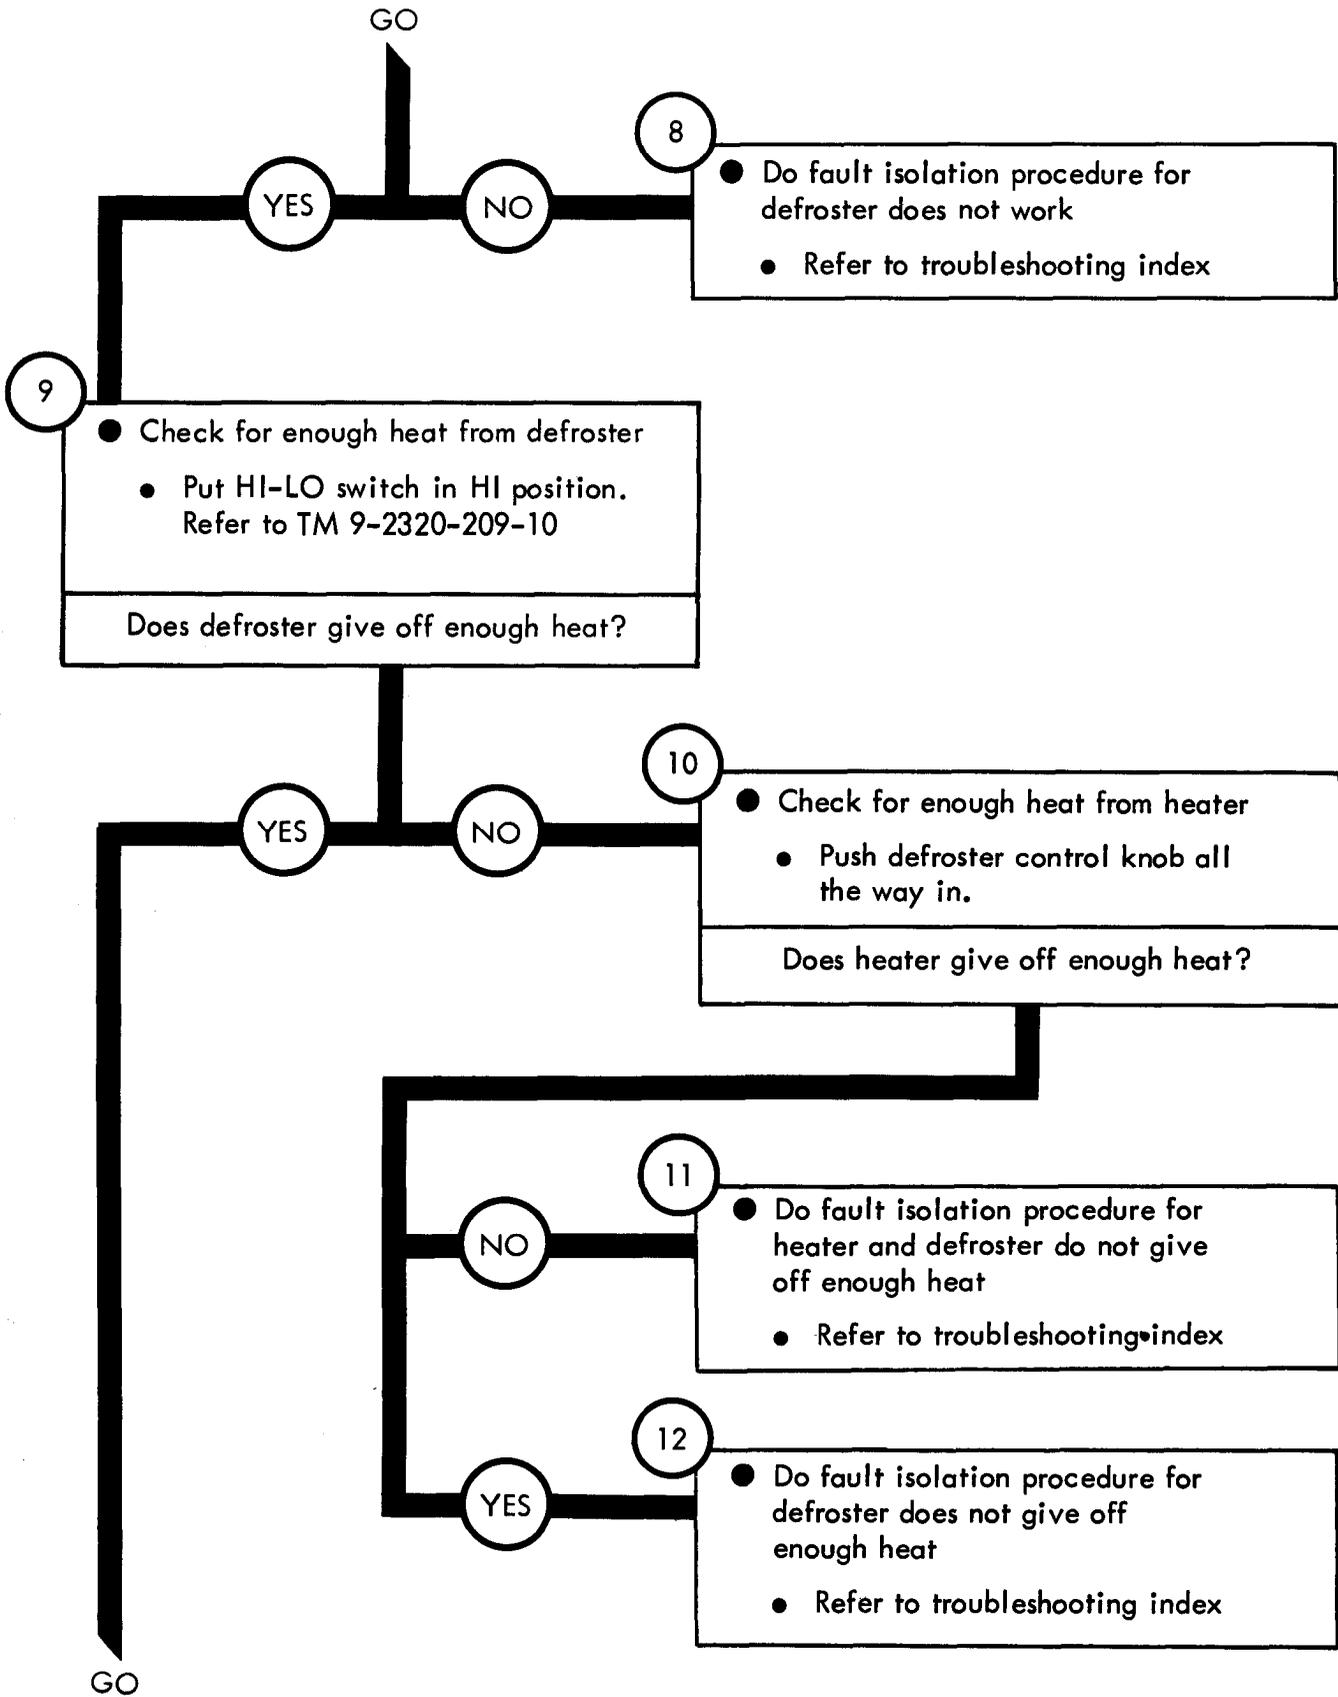 GO
8
● Do fault isolation procedure for
defroster does not work
● Refer to troubleshooting index
YES
NO
9
● Check for enough heat from defroster
● Put HI-LO switch in HI position.
Refer to TM 9-2320-209-10
Does defroster give off enough heat?
10
● Check for enough heat from heater
● Push defroster control knob all
the way in.
YES
NO
Does heater give off enough heat?
11
● Do fault isolation procedure for
heater and defroster do not give
off enough heat
● Refer to troubleshooting index
NO
12
● Do fault isolation procedure for
defroster does not give off
enough heat
● Refer to troubleshooting index
YES
GO